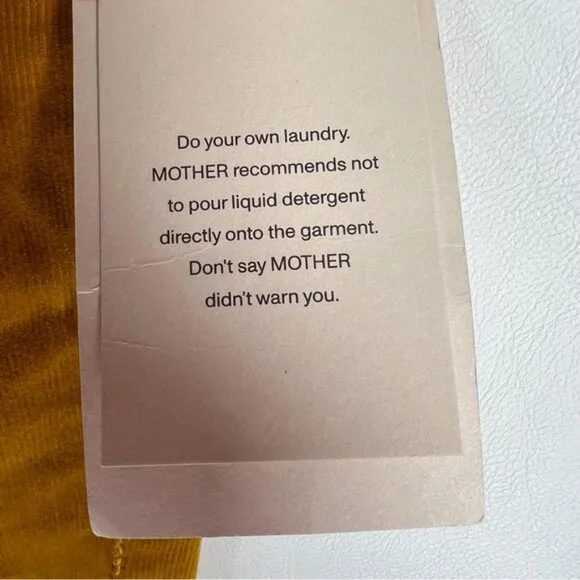 Do your own laundry.
MOTHER recommends not
to pour liquid detergent
directly onto the garment.
Don't say MOTHER
didn't warn you.